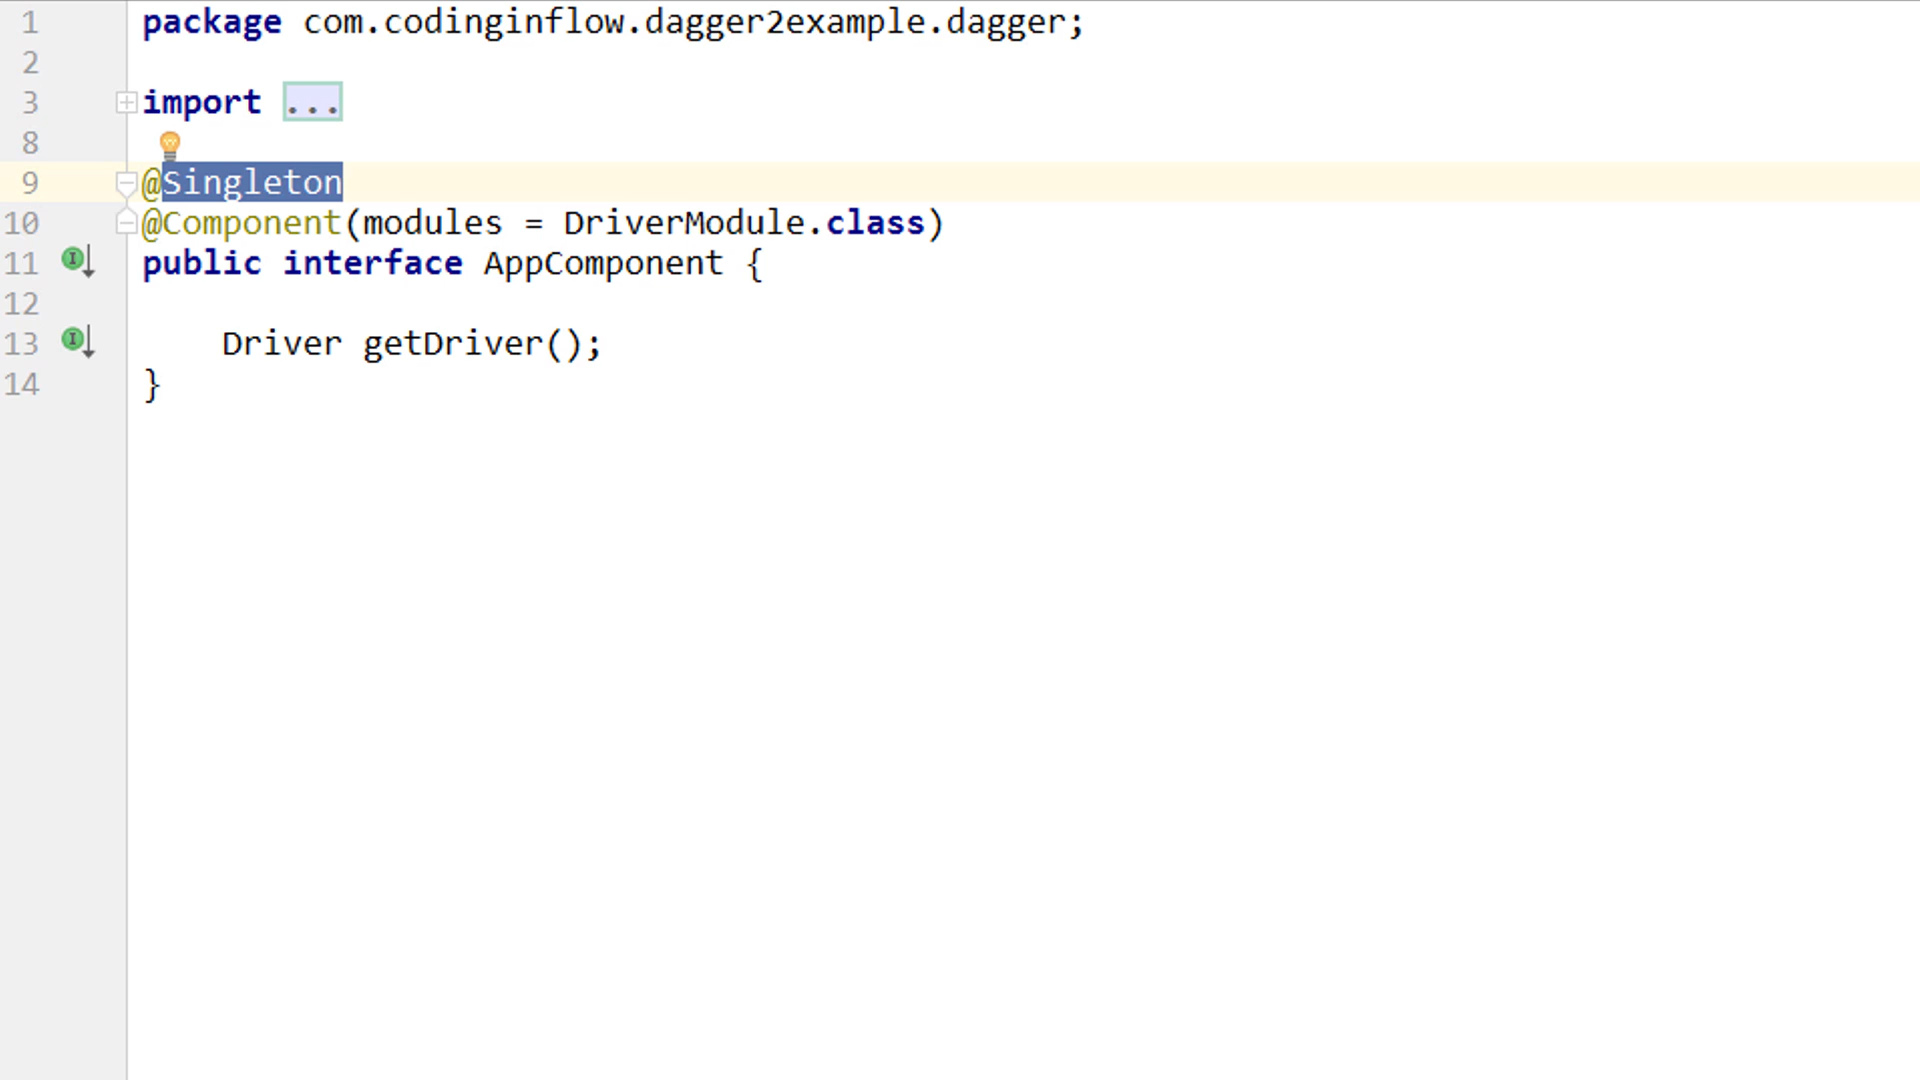 1 package com.codinginflow.dagger2example.dagger;
2
3 import ...
8
9 @Singleton
10 @Component(modules = DriverModule.class)
11 public interface AppComponent {
12
13 Driver getDriver();
14 }